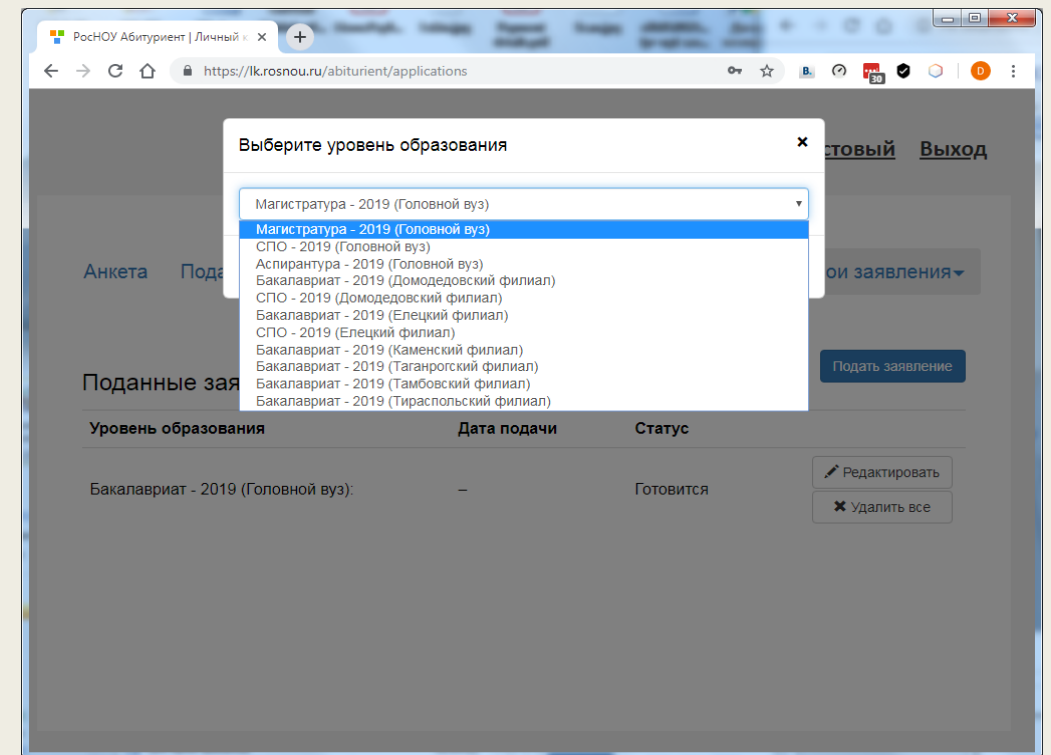 РосНОУ Абитуриент | Личный к
https://lk.rosnou.ru/abiturient/applications
B.
30
D
Выберите уровень образования
стовый Выход
Магистратура - 2019 (Головной вуз)
Магистратура - 2019 (Головной вуз)
СПО - 2019 (Головной вуз)
Аспирантура - 2019 (Головной вуз)
Бакалавриат - 2019 (Домодедовский филиал)
СПО - 2019 (Домодедовский филиал)
Бакалавриат - 2019 (Елецкий филиал)
СПО - 2019 (Елецкий филиал)
Бакалавриат - 2019 (Каменский филиал)
Бакалавриат - 2019 (Таганрогский филиал)
Бакалавриат - 2019 (Тамбовский филиал)
Бакалавриат - 2019 (Тираспольский филиал)
Анкета Пода ои заявления
Поданные зая Подать заявление
Уровень образования Дата подачи Статус
Бакалавриат - 2019 (Головной вуз): – Готовится
Редактировать
Удалить все